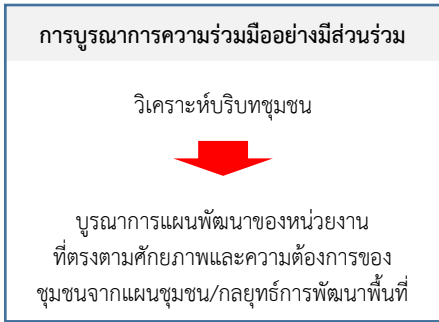 การบูรณาการความร่วมมืออย่างมีส่วนร่วม
วิเคราะห์บริบทชุมชน
บูรณาการแผนพัฒนาของหน่วยงาน
ที่ตรงตามศักยภาพและความต้องการของ
ชุมชนจากแผนชุมชน/กลยุทธ์การพัฒนาพื้นที่